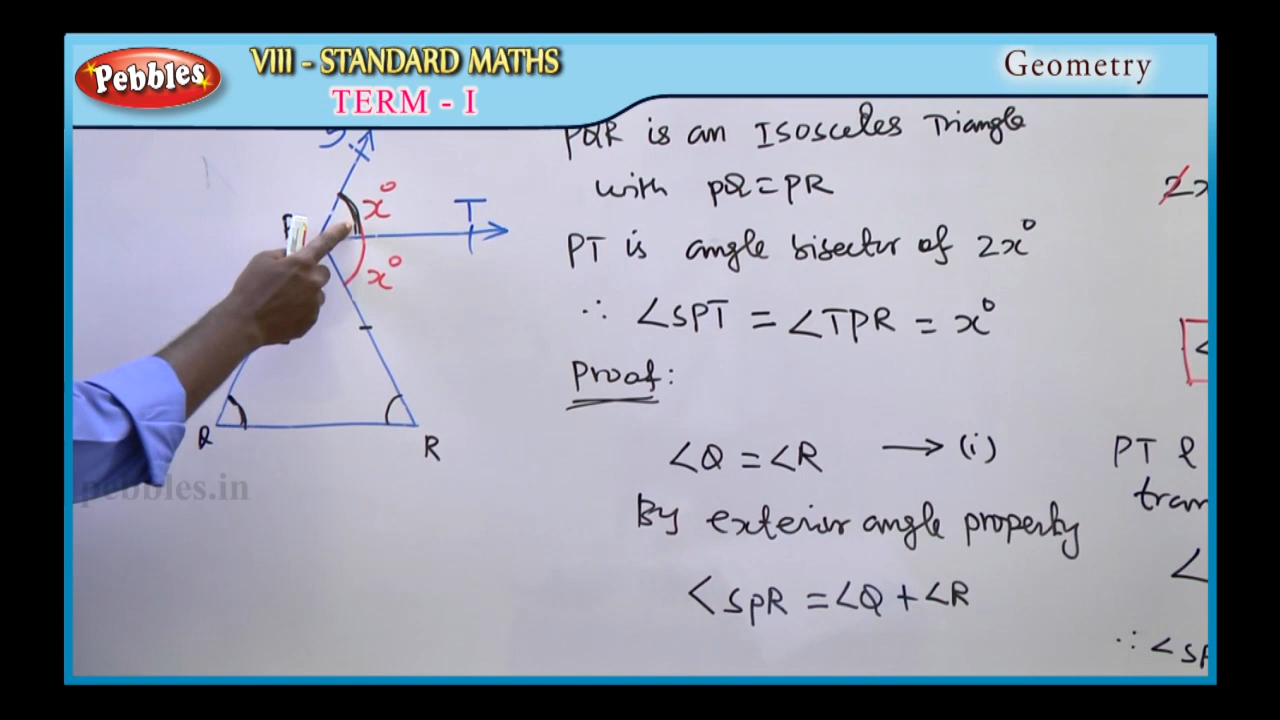 Pebbles
VIII - STANDARD MATHS
TERM - I
Geometry
PQR is an Isosceles Triangle
with PQ = PR
PT is angle bisector of 2x°
∴ ∠SPT = ∠TPR = x°
Proof:
∠Q = ∠R → (i)
By exterior angle property
∠SPR = ∠Q + ∠R
x°
T
x°
Q
R
PT &
∠
∴ ∠SP
pebbles.in